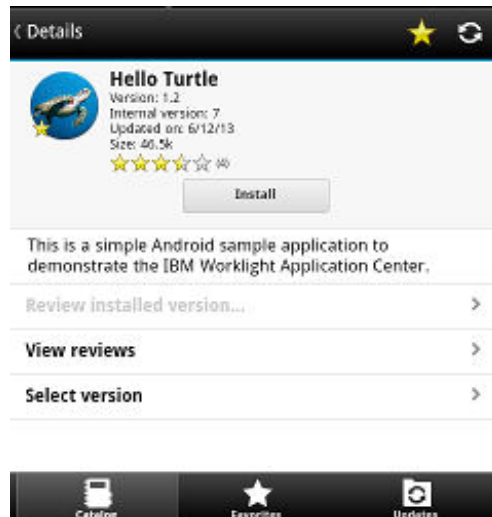 Details
Hello Turtle
Version: 1.2
Internal version: 7
Updated on: 6/12/13
Size: 46.5k
(4)
Install
This is a simple Android sample application to
demonstrate the IBM Worklight Application Center.
Review installed version...
View reviews
Select version
Catalog Favorites Updates